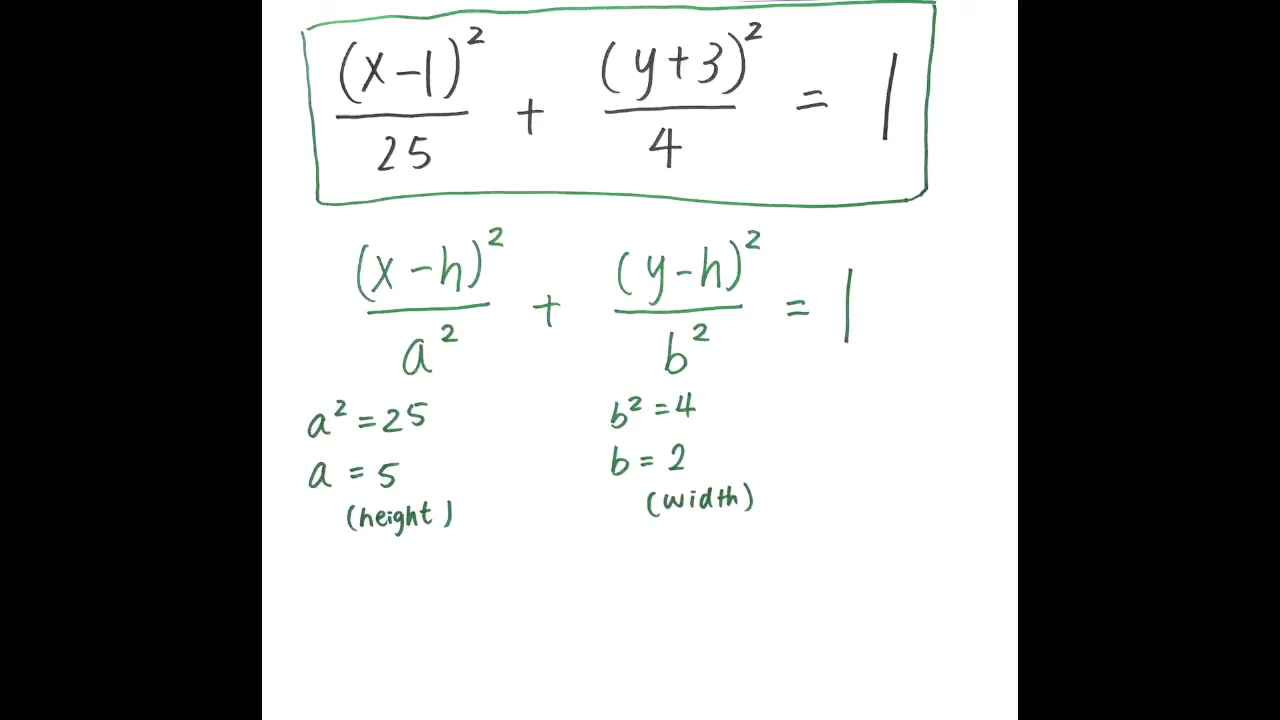 (x-1)²/25 + (y+3)²/4 = 1
(x-h)²/a² + (y-h)²/b² = 1
a² = 25 b² = 4
a = 5 b = 2
(height) (width)